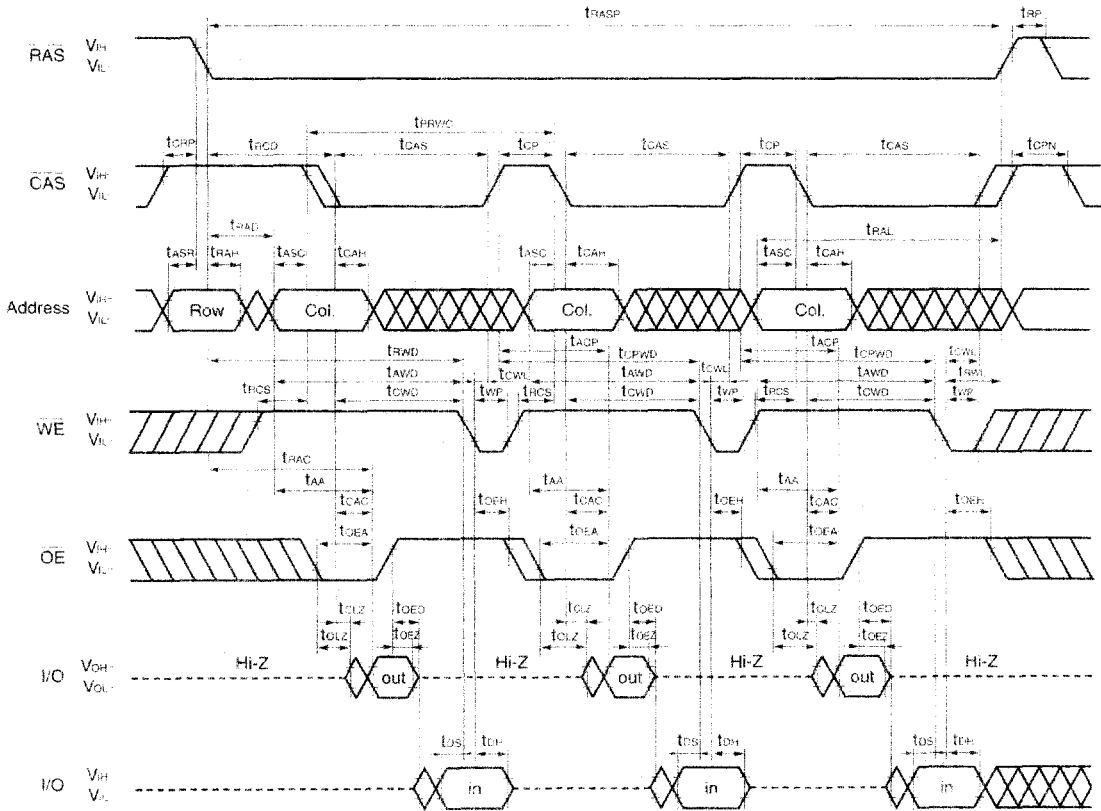 tRASP tRP
RAS VIH- VIL-
tPRWC
tCRP tRCD tCAS tCP tCAS tCP tCAS tCPN
CAS VIH- VIL-
tRAD tRAL
tASR tRAH tASC tCAH tASC tCAH tASC tCAH
Address VIH- VIL- Row Col. Col. Col.
tACP tACP
tRWD tCPWD tCPWD tCWL
tAWD tCWL tAWD tCWL tAWD tRWL
tRCS tCWD tWP tRCS tCWD tWP tRCS tCWD tWP
WE VIH- VIL-
tRAC
tAA tAA tAA
tCAC tOEH tCAC tOEH tCAC tOEH
tOEA tOEA tOEA
OE VIH- VIL-
tCLZ tOED tCLZ tOED tCLZ tOED
tOLZ tOEZ tOLZ tOEZ tOLZ tOEZ
Hi-Z Hi-Z Hi-Z Hi-Z
I/O VOH- VOL- out out out
tDS tDH tDS tDH tDS tDH
I/O VIH- VIL- in in in